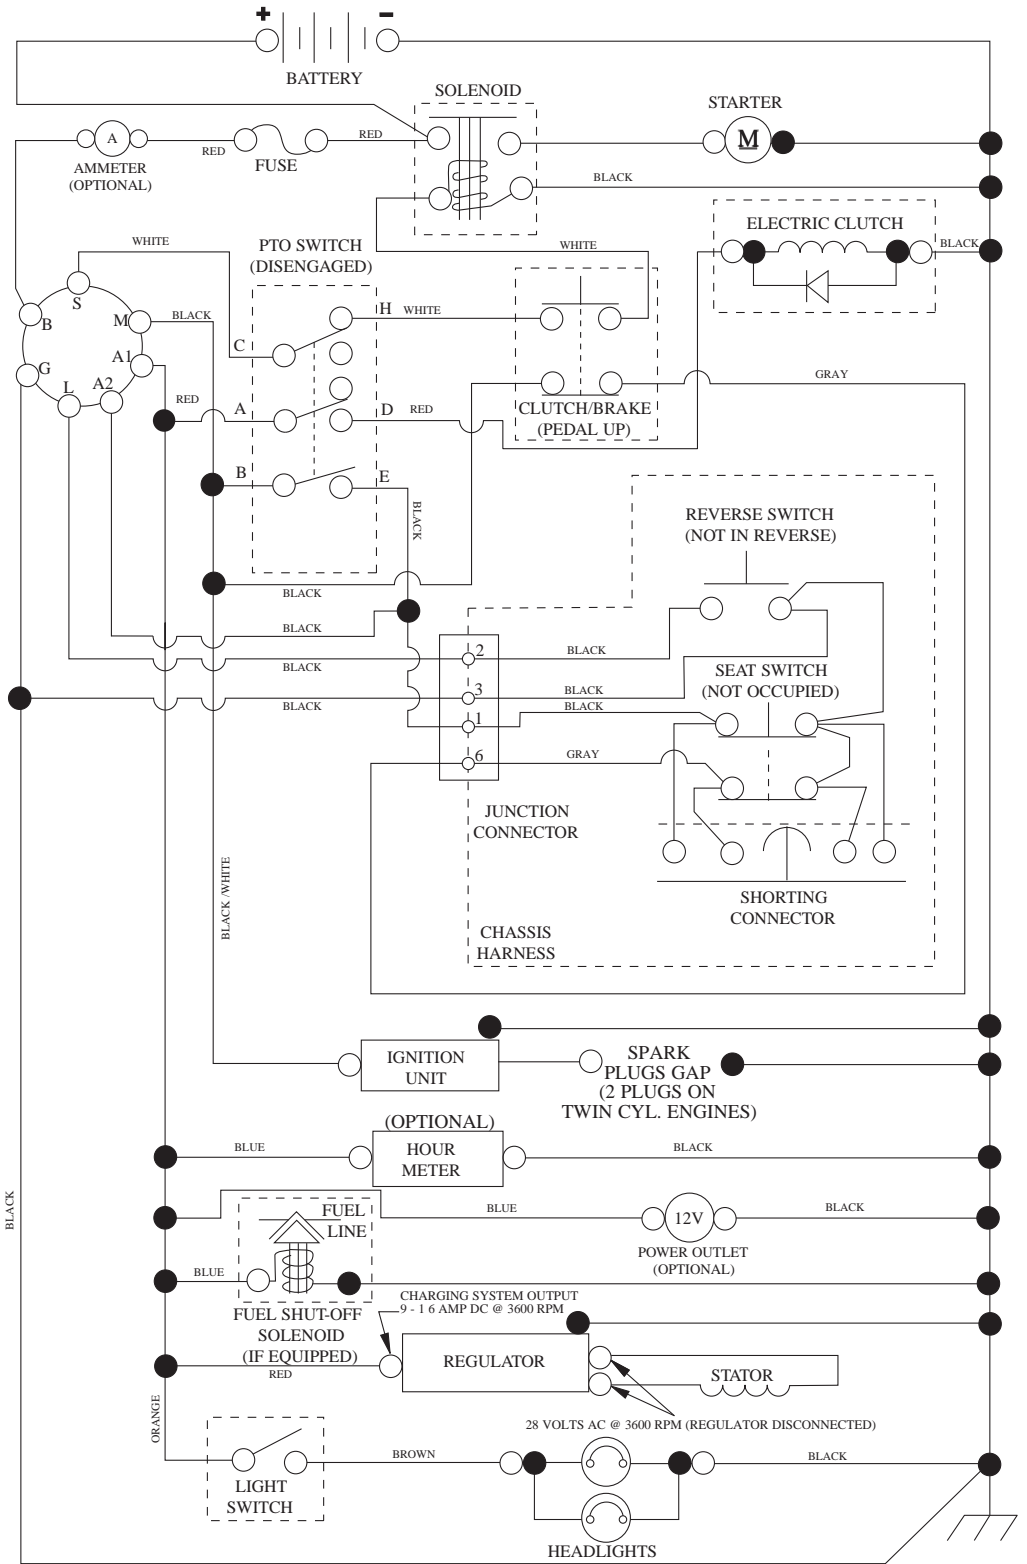 + −
BATTERY
SOLENOID
STARTER
A
M
RED
RED
FUSE
AMMETER
(OPTIONAL)
BLACK
ELECTRIC CLUTCH
WHITE
PTO SWITCH
(DISENGAGED)
WHITE
BLACK
S
B
M
BLACK
H
WHITE
C
G
A1
L
A2
RED
A
D
RED
GRAY
CLUTCH/BRAKE
(PEDAL UP)
B
E
BLACK
REVERSE SWITCH
(NOT IN REVERSE)
BLACK
BLACK
2
BLACK
BLACK
SEAT SWITCH
(NOT OCCUPIED)
3
BLACK
BLACK
BLACK
1
6
GRAY
JUNCTION
CONNECTOR
SHORTING
CONNECTOR
BLACK /WHITE
CHASSIS
HARNESS
IGNITION
UNIT
SPARK
PLUGS GAP
(2 PLUGS ON
TWIN CYL. ENGINES)
(OPTIONAL)
HOUR
METER
BLUE
BLACK
BLACK
FUEL
LINE
BLUE
12V
BLACK
POWER OUTLET
(OPTIONAL)
BLUE
FUEL SHUT-OFF
SOLENOID
(IF EQUIPPED)
CHARGING SYSTEM OUTPUT
9 - 1 6 AMP DC @ 3600 RPM
RED
REGULATOR
STATOR
28 VOLTS AC @ 3600 RPM (REGULATOR DISCONNECTED)
ORANGE
BROWN
BLACK
LIGHT
SWITCH
HEADLIGHTS